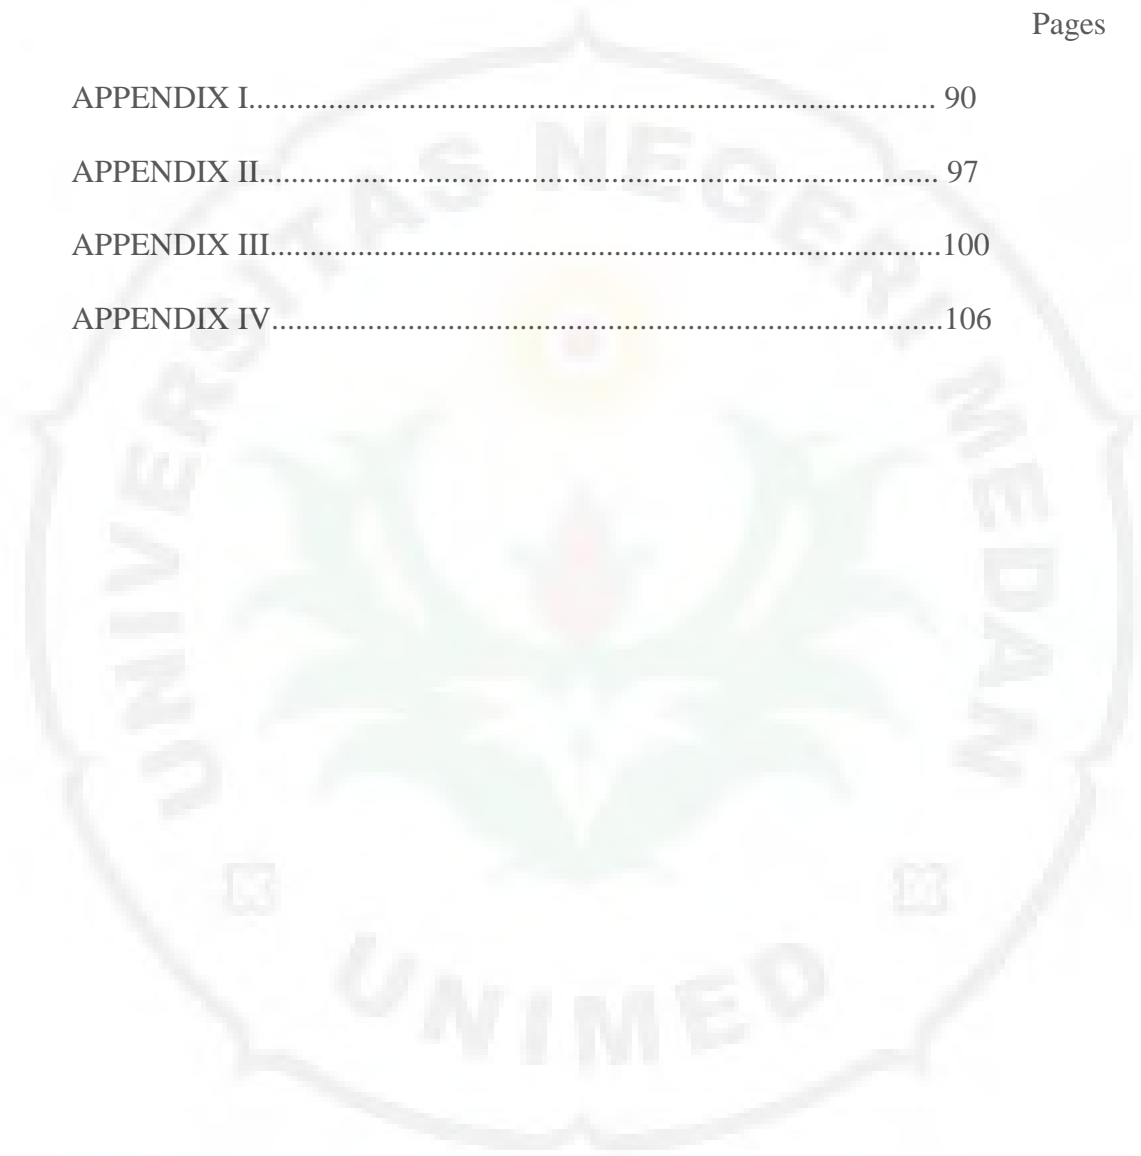 Pages
APPENDIX I..................................................................................... 90
APPENDIX II.................................................................................... 97
APPENDIX III...................................................................................100
APPENDIX IV...................................................................................106
UNIVERSITAS NEGERI MEDAN
UNIMED